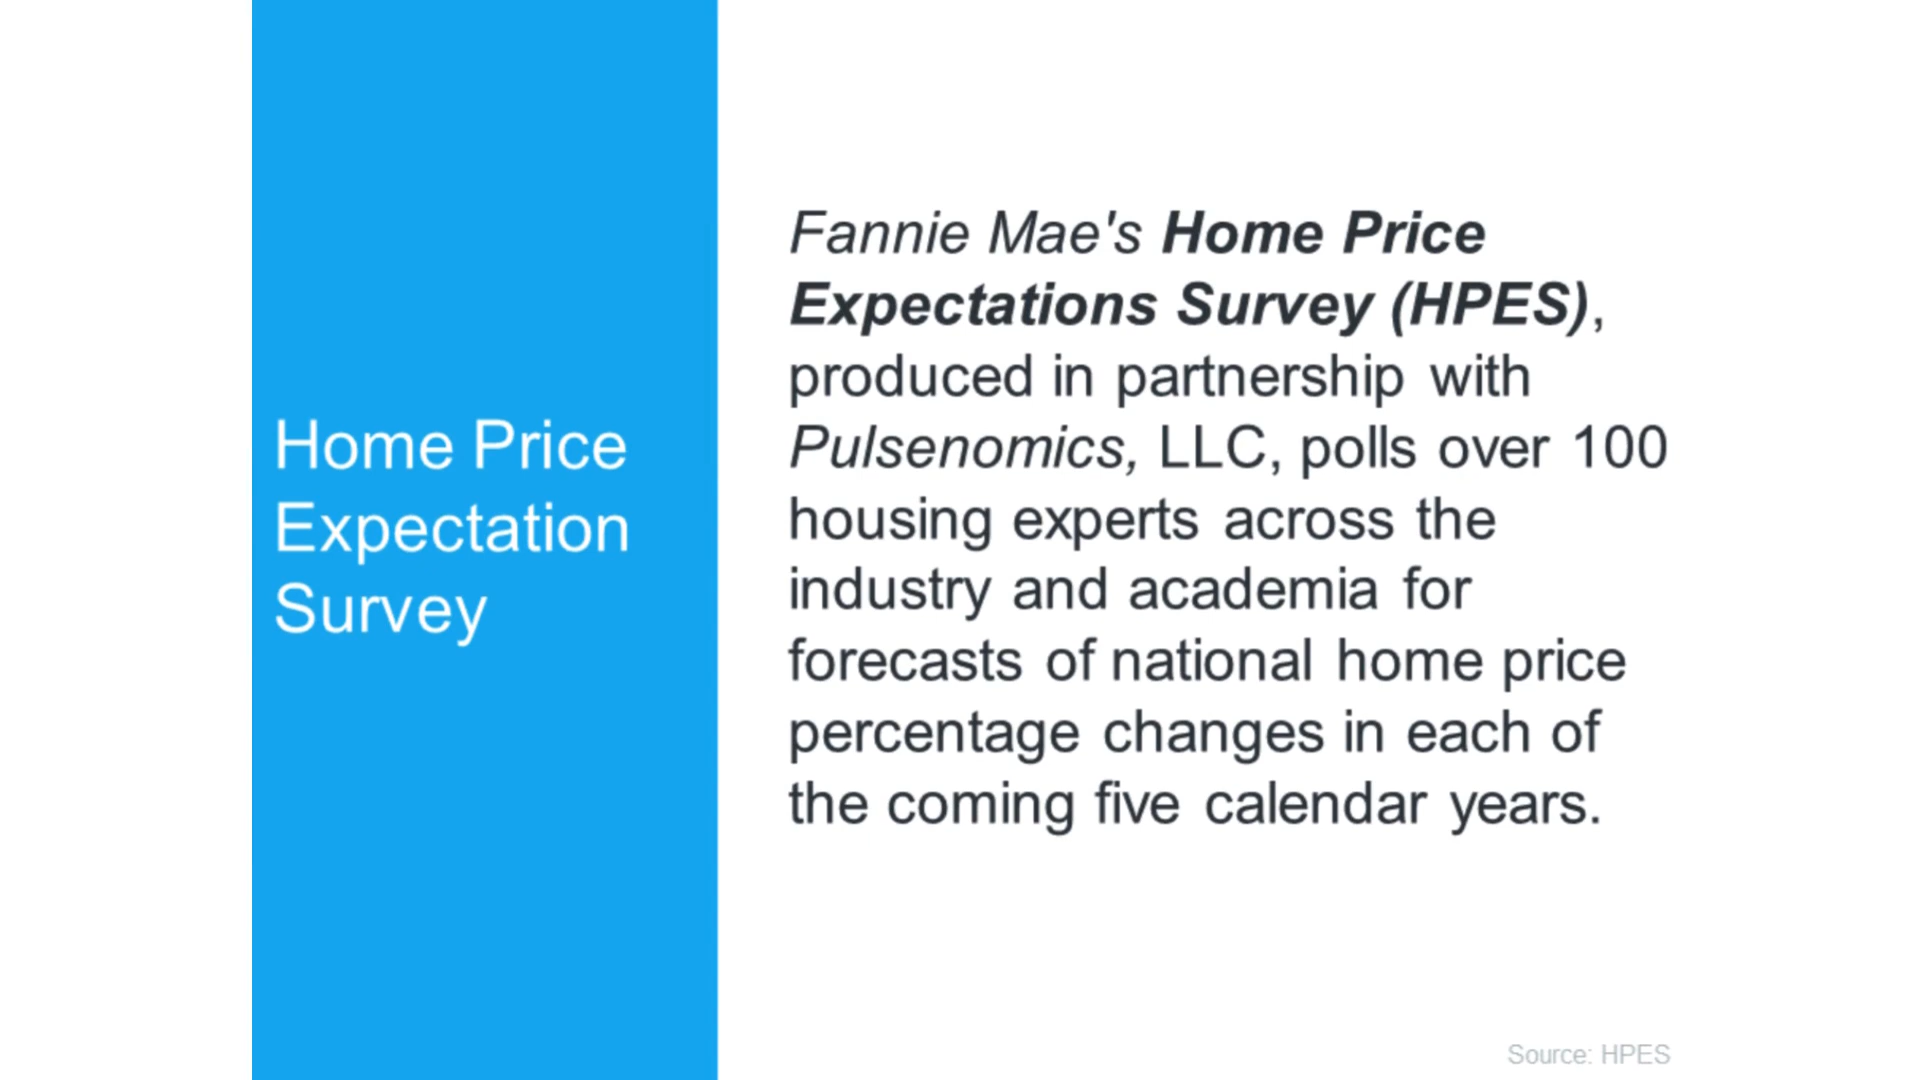 Home Price
Expectation
Survey
Fannie Mae's Home Price
Expectations Survey (HPES),
produced in partnership with
Pulsenomics, LLC, polls over 100
housing experts across the
industry and academia for
forecasts of national home price
percentage changes in each of
the coming five calendar years.
Source: HPES